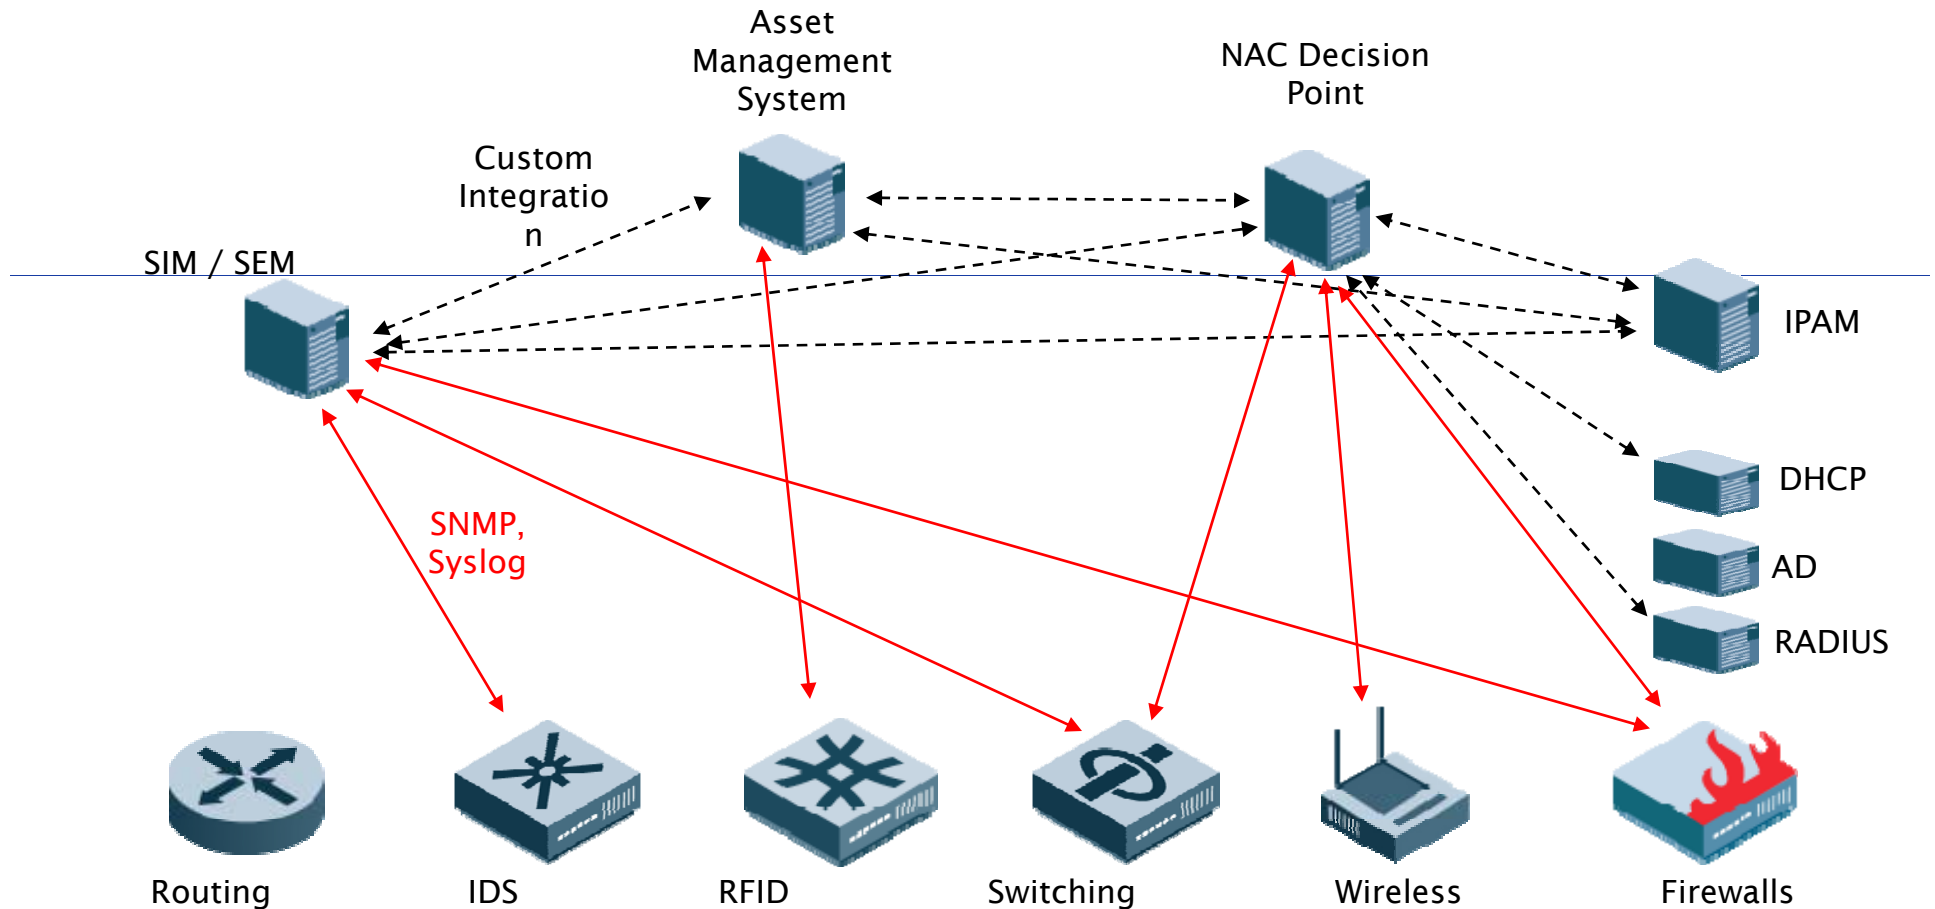 Asset
Management
System
NAC Decision
Point
Custom
Integratio
n
SIM / SEM
IPAM
DHCP
SNMP,
Syslog
AD
RADIUS
Routing
IDS
RFID
Switching
Wireless
Firewalls